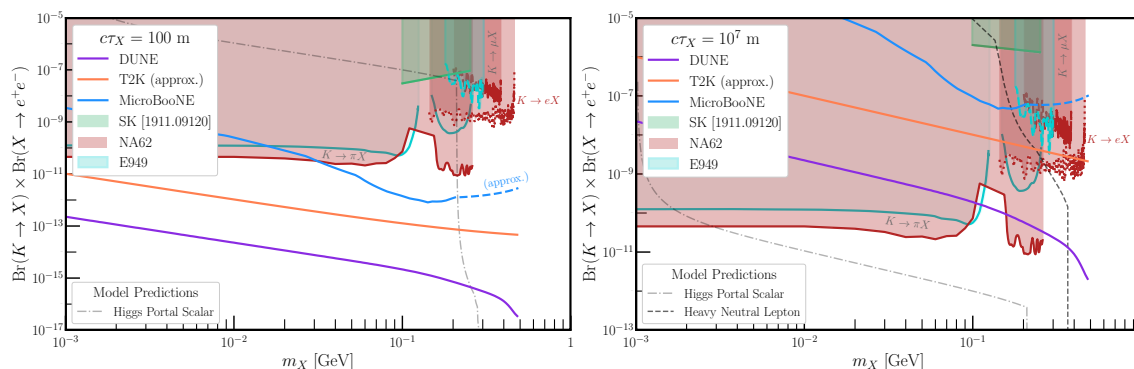 10⁻⁵
10⁻⁷
10⁻⁹
10⁻¹¹
10⁻¹³
10⁻¹⁵
10⁻¹⁷
Br(K → X) × Br(X → e⁺e⁻)
cτ_X = 100 m
DUNE
T2K (approx.)
MicroBooNE
SK [1911.09120]
NA62
E949
K → μX
K → eX
K → πX
(approx.)
Model Predictions
Higgs Portal Scalar
10⁻³
10⁻²
10⁻¹
1
m_X [GeV]
10⁻⁵
10⁻⁷
10⁻⁹
10⁻¹¹
10⁻¹³
Br(K → X) × Br(X → e⁺e⁻)
cτ_X = 10⁷ m
DUNE
T2K (approx.)
MicroBooNE
SK [1911.09120]
NA62
E949
K → μX
K → eX
K → πX
Model Predictions
Higgs Portal Scalar
Heavy Neutral Lepton
10⁻³
10⁻²
10⁻¹
1
m_X [GeV]